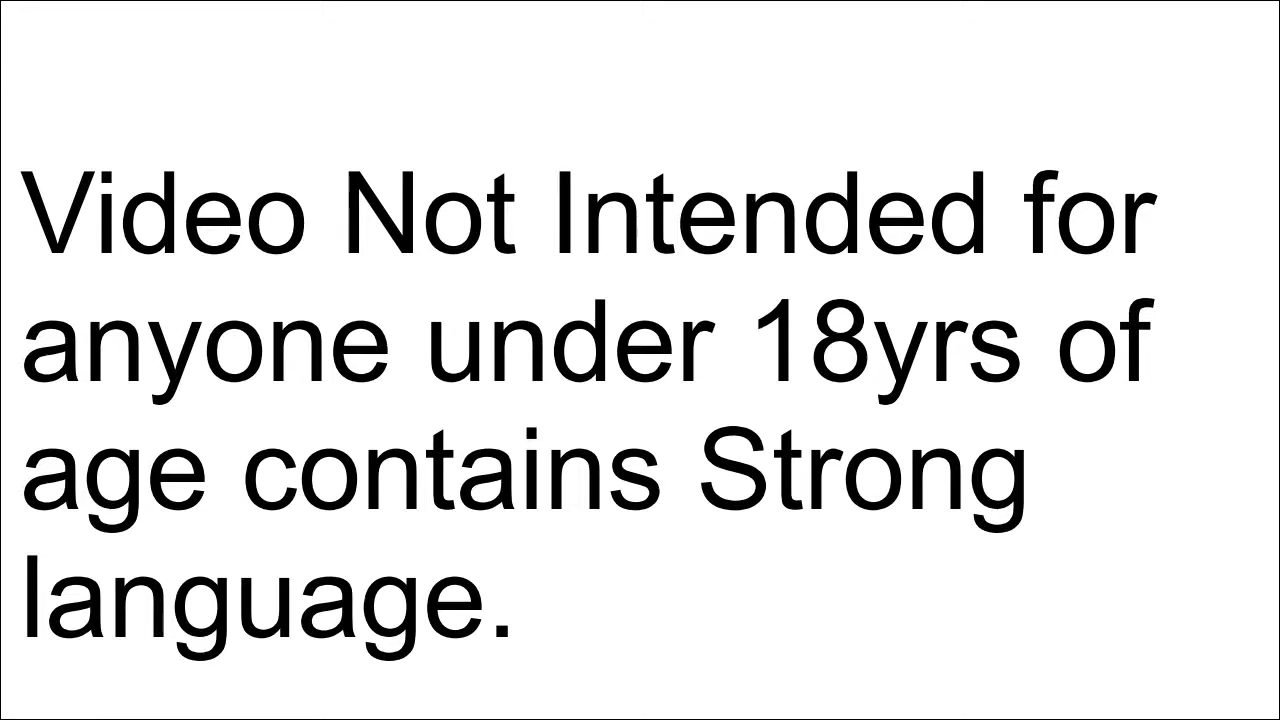 Video Not Intended for
anyone under 18yrs of
age contains Strong
language.